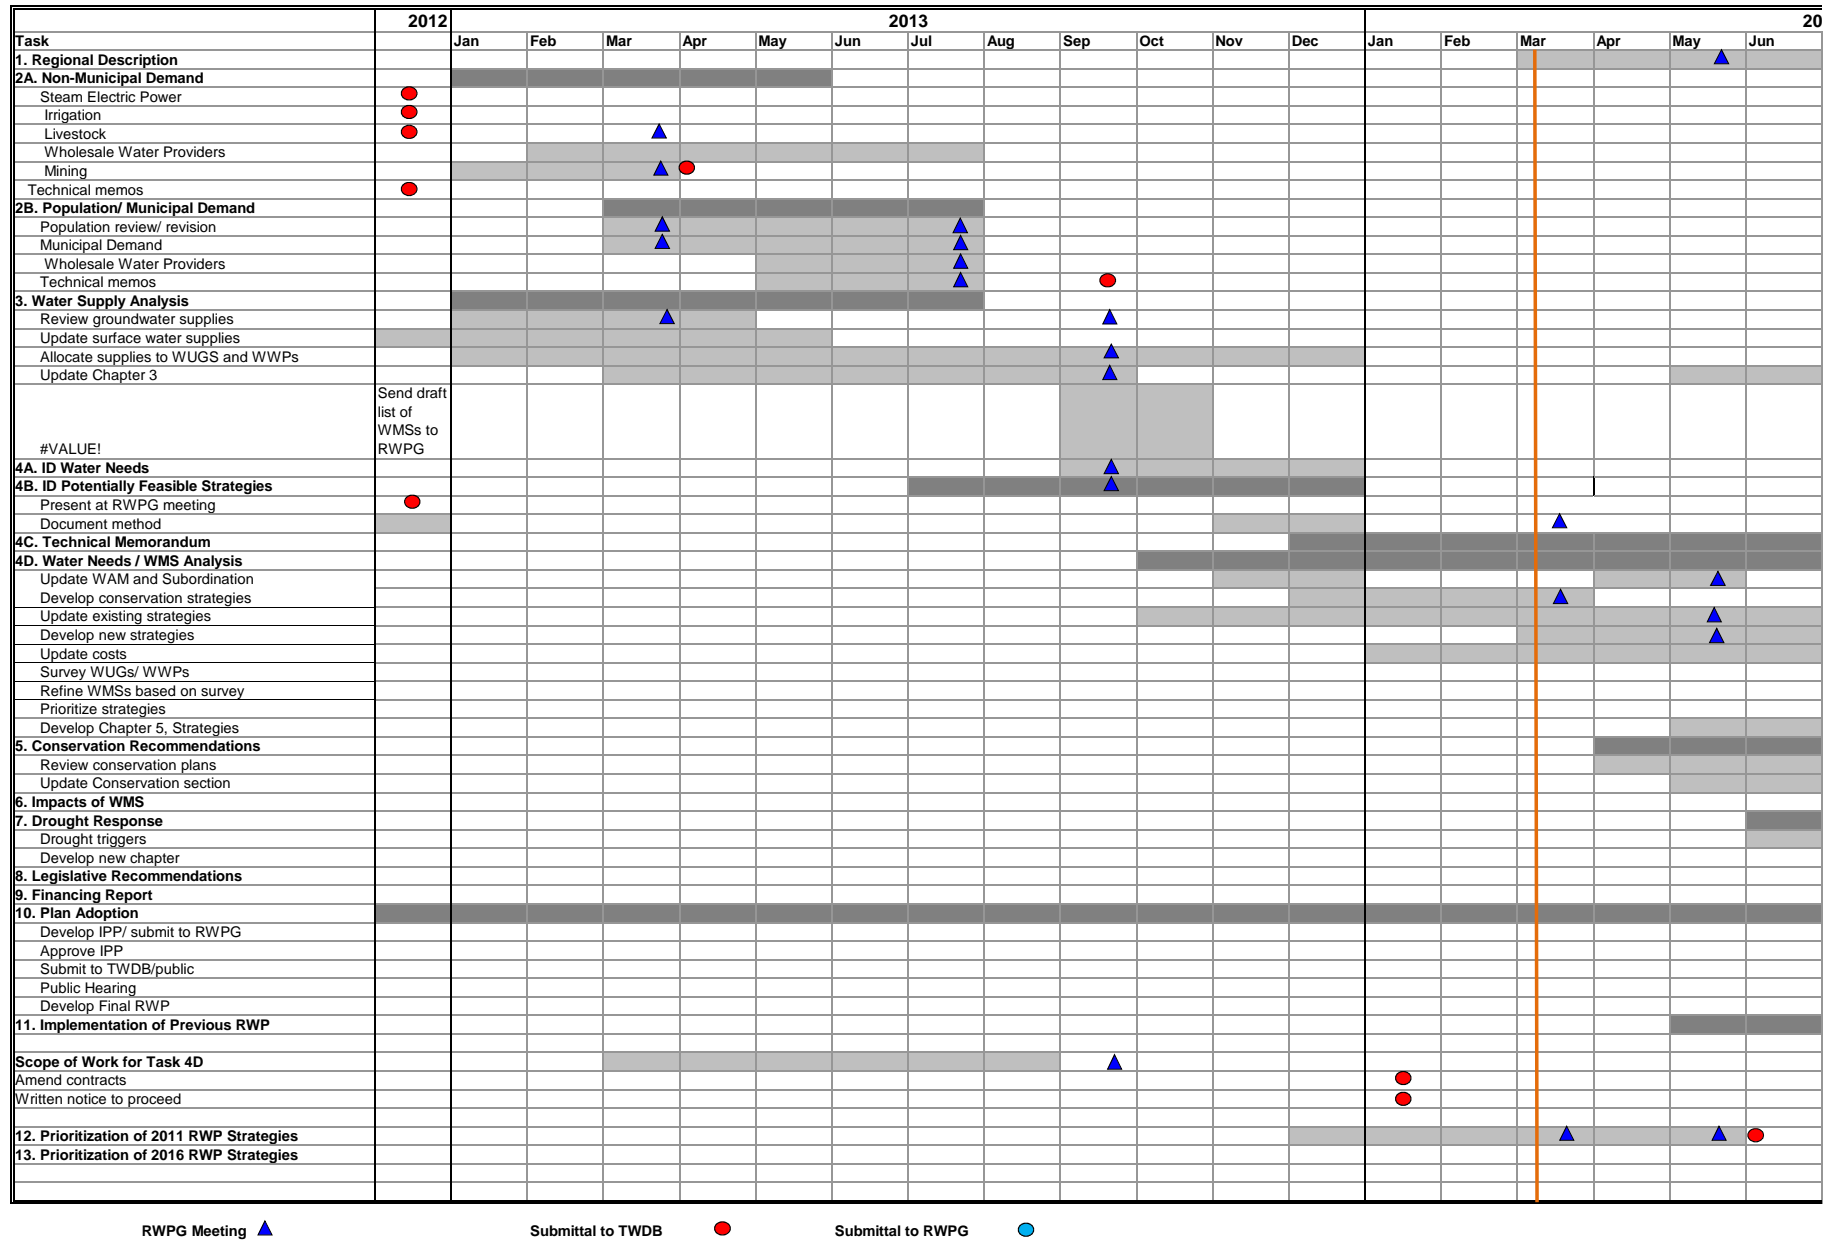 2012 2013 20
Task Jan Feb Mar Apr May Jun Jul Aug Sep Oct Nov Dec Jan Feb Mar Apr May Jun
1. Regional Description
2A. Non-Municipal Demand
Steam Electric Power
Irrigation
Livestock
Wholesale Water Providers
Mining
Technical memos
2B. Population/ Municipal Demand
Population review/ revision
Municipal Demand
Wholesale Water Providers
Technical memos
3. Water Supply Analysis
Review groundwater supplies
Update surface water supplies
Allocate supplies to WUGS and WWPs
Update Chapter 3
Send draft
list of
WMSs to
#VALUE! RWPG
4A. ID Water Needs
4B. ID Potentially Feasible Strategies
Present at RWPG meeting
Document method
4C. Technical Memorandum
4D. Water Needs / WMS Analysis
Update WAM and Subordination
Develop conservation strategies
Update existing strategies
Develop new strategies
Update costs
Survey WUGs/ WWPs
Refine WMSs based on survey
Prioritize strategies
Develop Chapter 5, Strategies
5. Conservation Recommendations
Review conservation plans
Update Conservation section
6. Impacts of WMS
7. Drought Response
Drought triggers
Develop new chapter
8. Legislative Recommendations
9. Financing Report
10. Plan Adoption
Develop IPP/ submit to RWPG
Approve IPP
Submit to TWDB/public
Public Hearing
Develop Final RWP
11. Implementation of Previous RWP
Scope of Work for Task 4D
Amend contracts
Written notice to proceed
12. Prioritization of 2011 RWP Strategies
13. Prioritization of 2016 RWP Strategies
RWPG Meeting Submittal to TWDB Submittal to RWPG